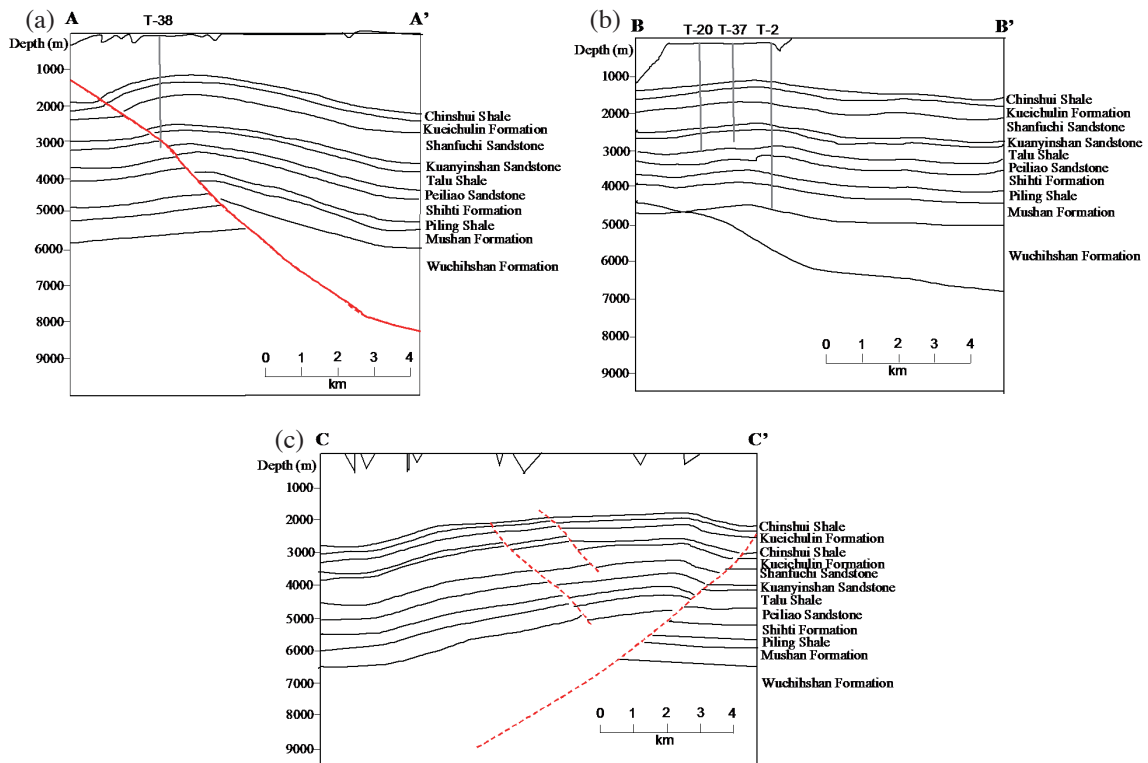 (a) A A’
T-38
Depth (m)
1000
2000
3000
4000
5000
6000
7000
8000
9000
Chinshui Shale
Kueichulin Formation
Shanfuchi Sandstone
Kuanyinshan Sandstone
Talu Shale
Peiliao Sandstone
Shihti Formation
Piling Shale
Mushan Formation
Wuchihshan Formation
0 1 2 3 4
km
(b) B B’
T-20 T-37 T-2
Depth (m)
1000
2000
3000
4000
5000
6000
7000
8000
9000
Chinshui Shale
Kueichulin Formation
Shanfuchi Sandstone
Kuanyinshan Sandstone
Talu Shale
Peiliao Sandstone
Shihti Formation
Piling Shale
Mushan Formation
Wuchihshan Formation
0 1 2 3 4
km
(c) C C’
Depth (m)
1000
2000
3000
4000
5000
6000
7000
8000
9000
Chinshui Shale
Kueichulin Formation
Chinshui Shale
Kueichulin Formation
Shanfuchi Sandstone
Kuanyinshan Sandstone
Talu Shale
Peiliao Sandstone
Shihti Formation
Piling Shale
Mushan Formation
Wuchihshan Formation
0 1 2 3 4
km